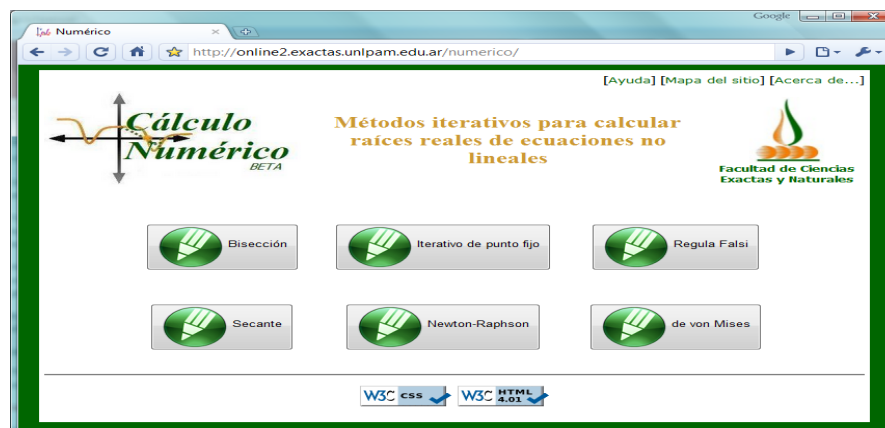 Google
Numérico
http://online2.exactas.unlpam.edu.ar/numerico/
[Ayuda] [Mapa del sitio] [Acerca de...]
Cálculo
Numérico
BETA
Métodos iterativos para calcular
raíces reales de ecuaciones no
lineales
Facultad de Ciencias
Exactas y Naturales
Bisección
Iterativo de punto fijo
Regula Falsi
Secante
Newton-Raphson
de von Mises
W3C css
W3C HTML 4.01